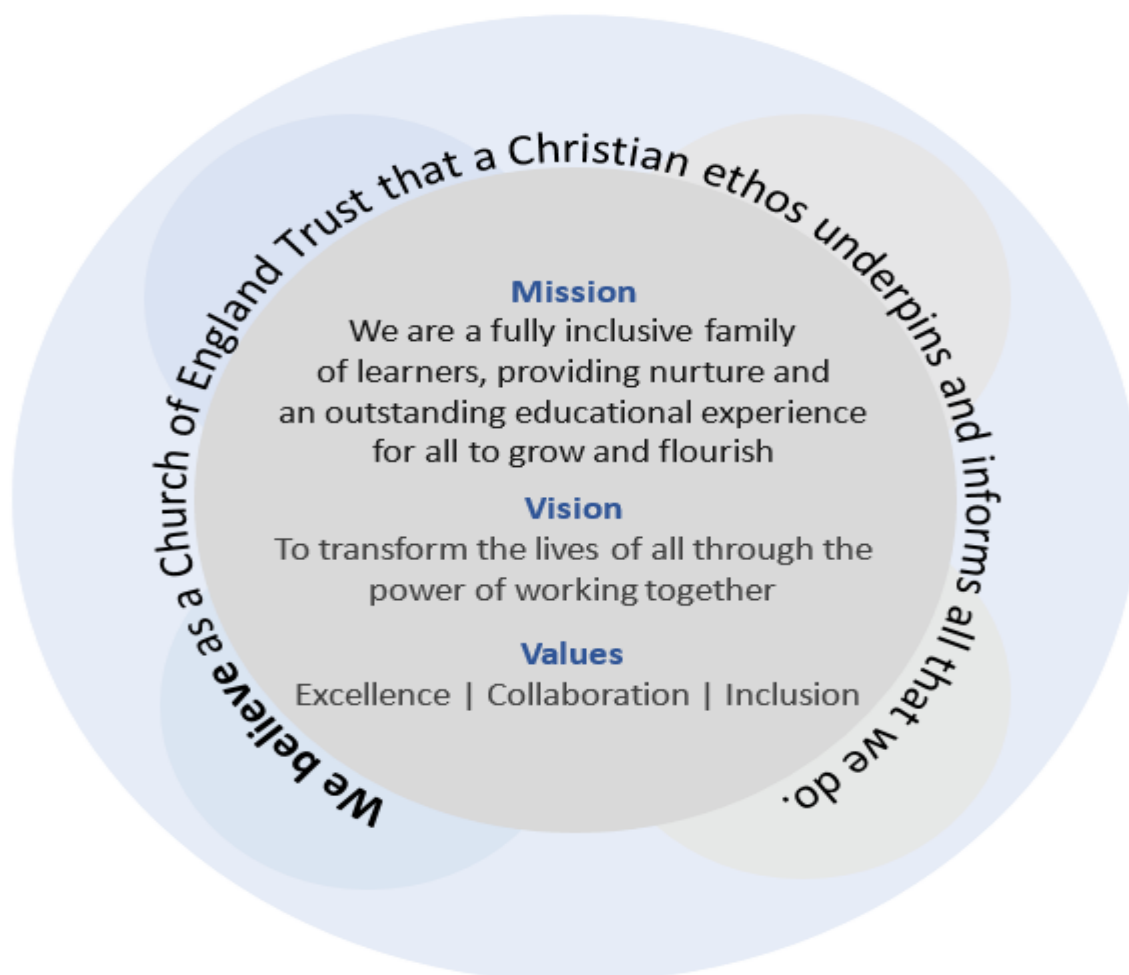 We believe as a Church of England Trust that a Christian ethos underpins and informs all that we do.
Mission
We are a fully inclusive family
of learners, providing nurture and
an outstanding educational experience
for all to grow and flourish
Vision
To transform the lives of all through the
power of working together
Values
Excellence | Collaboration | Inclusion